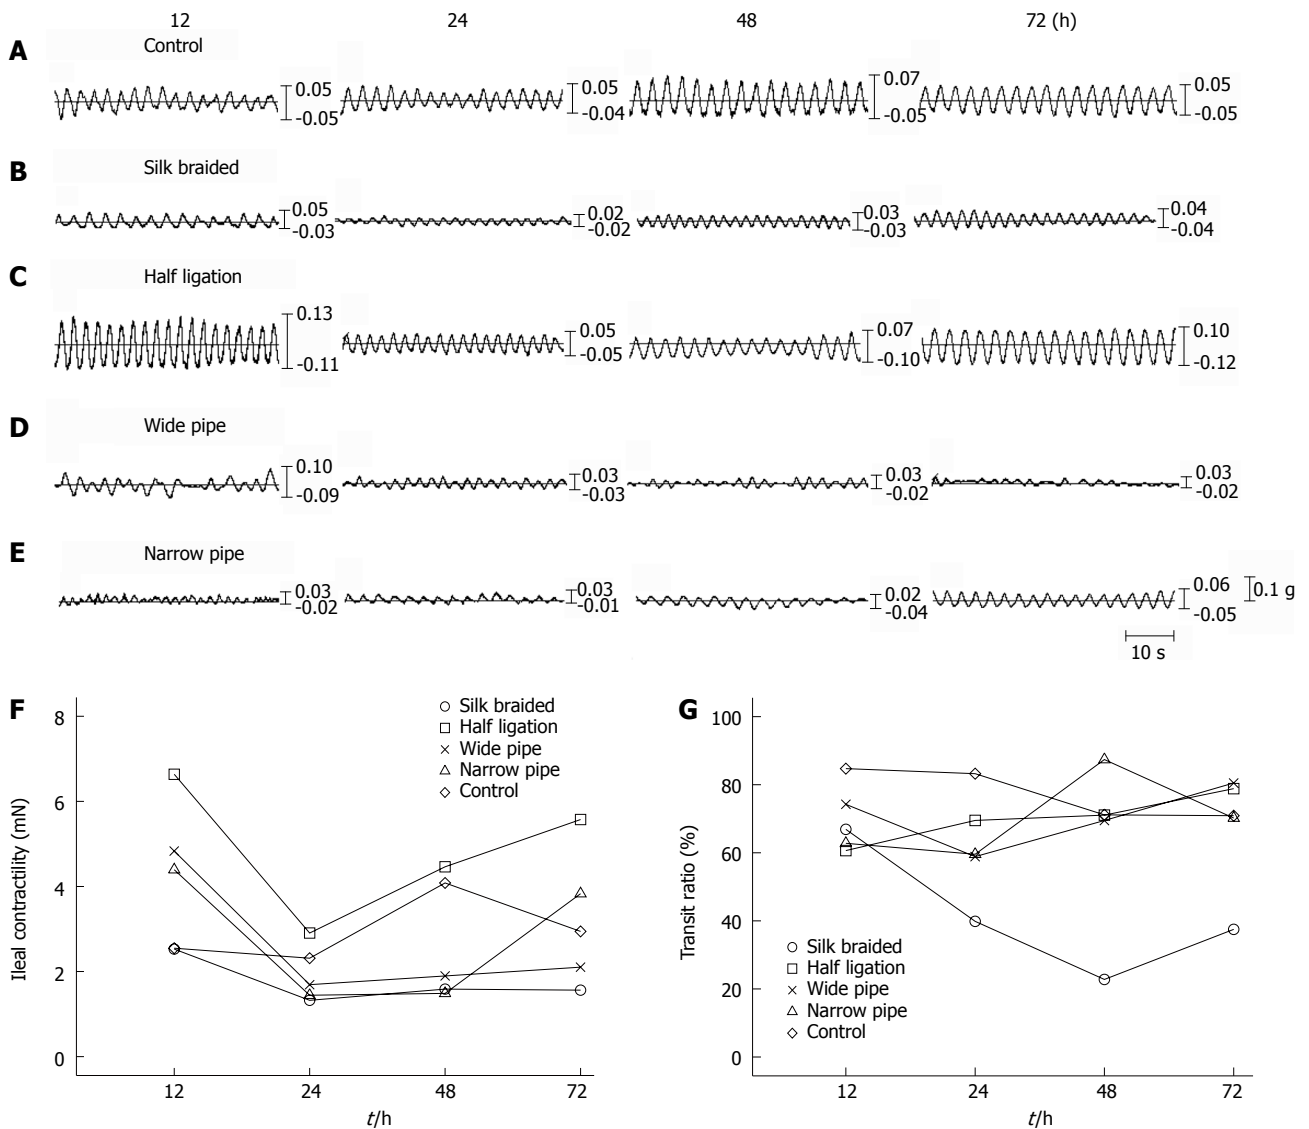 12 24 48 72 (h)
A Control
0.05 0.05 0.07 0.05
-0.05 -0.04 -0.05 -0.05
B Silk braided
0.05 0.02 0.03 0.04
-0.03 -0.02 -0.03 -0.04
C Half ligation
0.13 0.05 0.07 0.10
-0.11 -0.05 -0.10 -0.12
D Wide pipe
0.10 0.03 0.03 0.03
-0.09 -0.03 -0.02 -0.02
E Narrow pipe
0.03 0.03 0.02 0.06 0.1 g
-0.02 -0.01 -0.04 -0.05
10 s
F
Silk braided
Half ligation
Wide pipe
Narrow pipe
Control
Ileal contractility (mN)
8
6
4
2
0
12 24 48 72
t/h
G
Transit ratio (%)
100
80
60
40
20
0
Silk braided
Half ligation
Wide pipe
Narrow pipe
Control
12 24 48 72
t/h